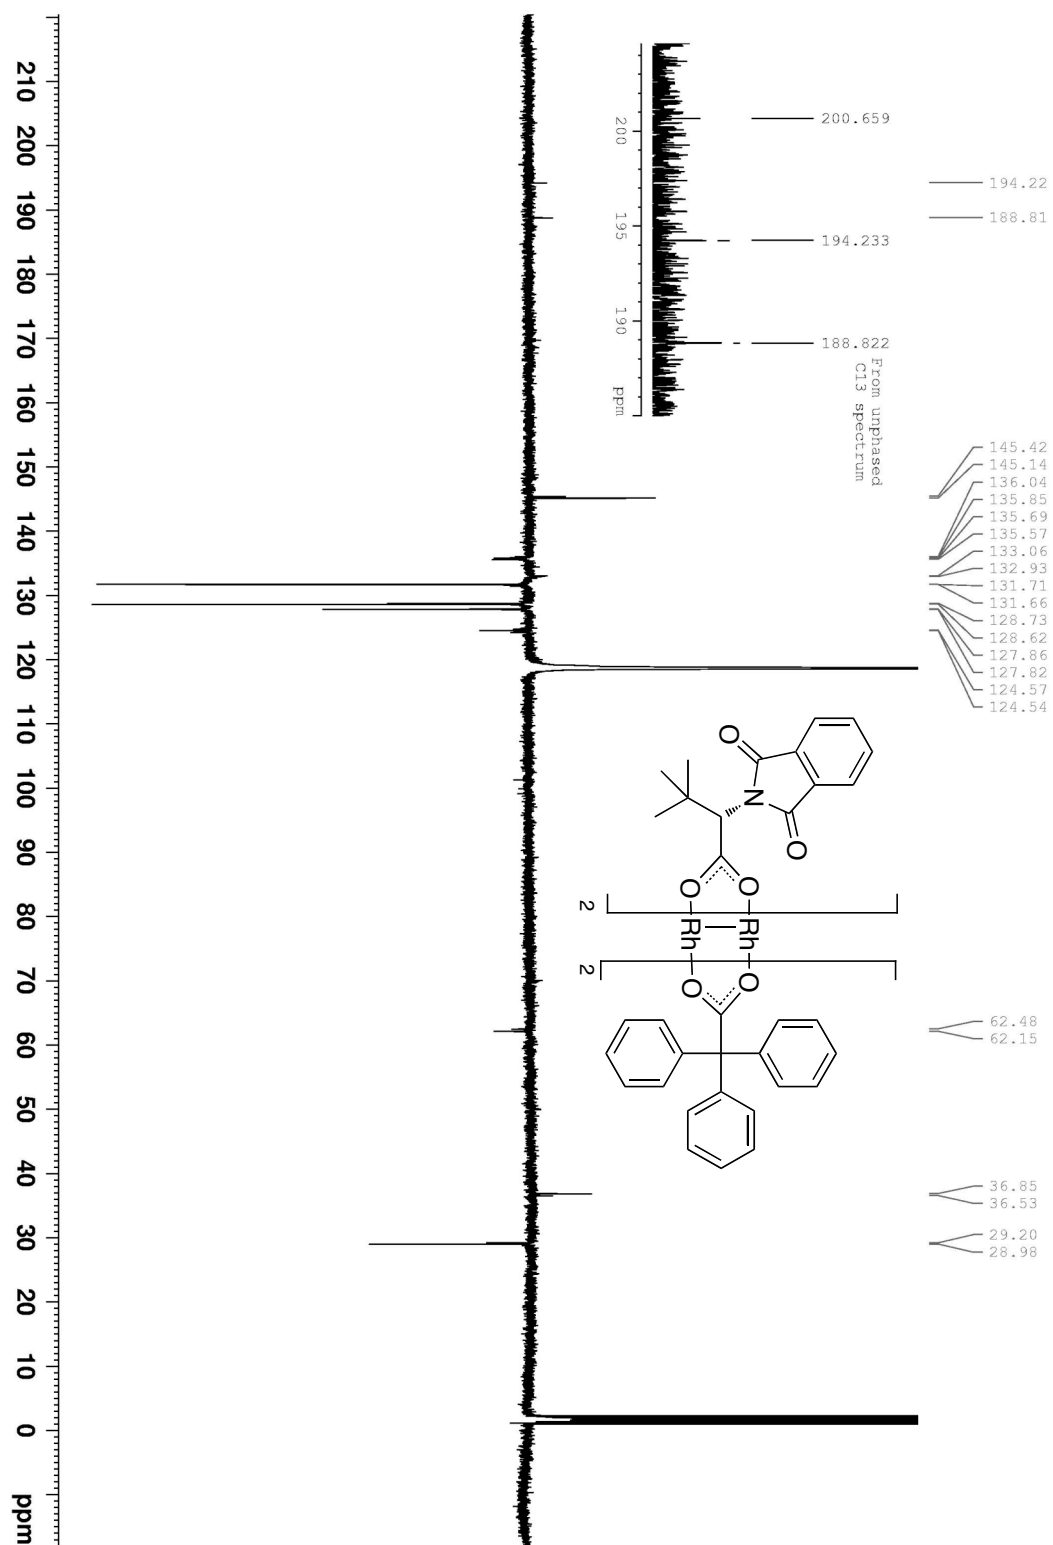 194.22
188.81
145.42
145.14
136.04
135.85
135.69
135.57
133.06
132.93
131.71
131.66
128.73
128.62
127.86
127.82
124.57
124.54
62.48
62.15
36.85
36.53
29.20
28.98
200.659
194.233
188.822
From unphased
C13 spectrum
200 195 190 ppm
O
N
O
O
O
Rh
Rh
O
O
2
2
210 200 190 180 170 160 150 140 130 120 110 100 90 80 70 60 50 40 30 20 10 0 ppm